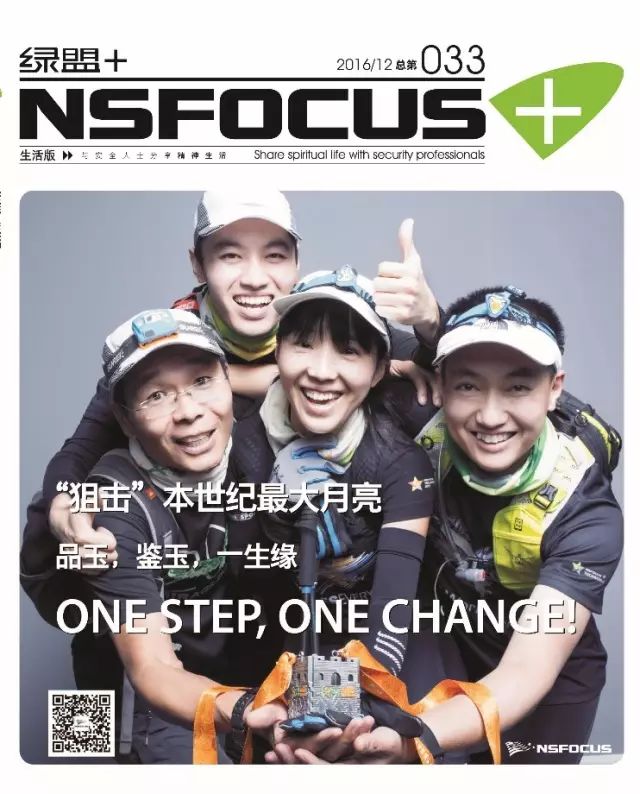 绿盟+
2016/12 总第 033
NSFOCUS
生活版 与安全人士分享精神生活
Share spiritual life with security professionals
“狙击”本世纪最大月亮
品玉，鉴玉，一生缘
ONE STEP, ONE CHANGE!
NSFOCUS